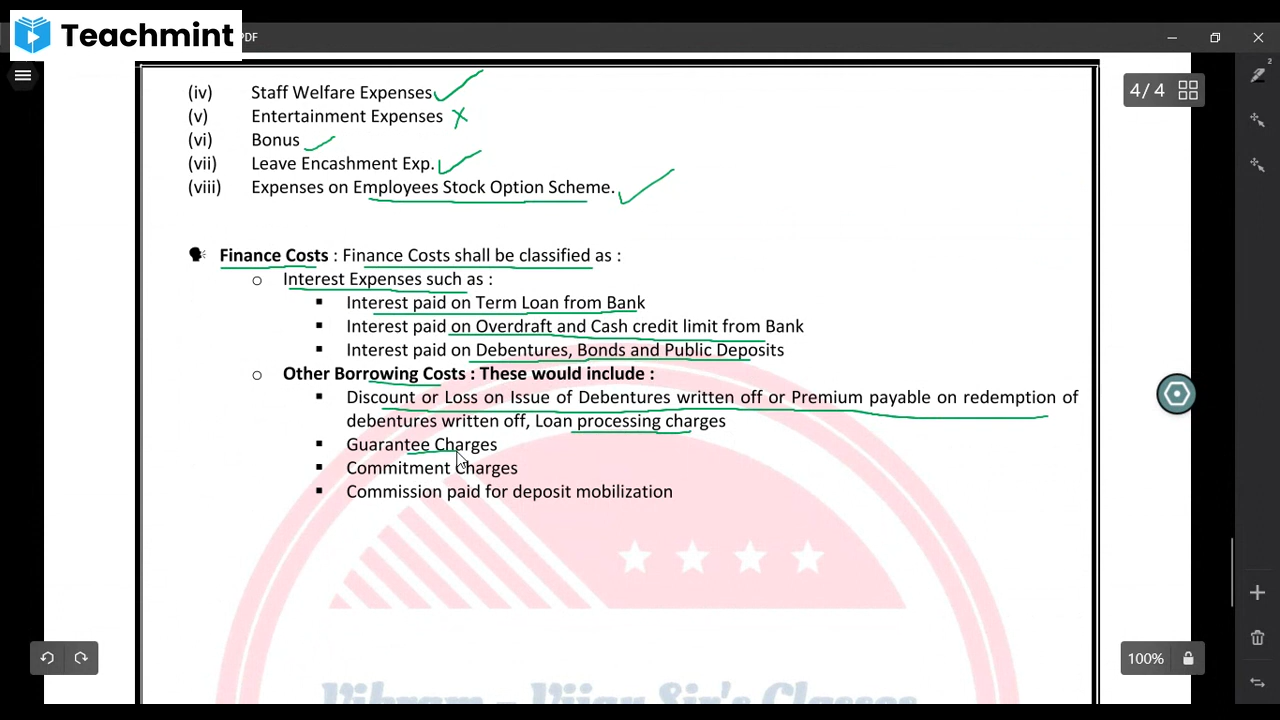 Teachmint
PDF
4/4
2
(iv) Staff Welfare Expenses
(v) Entertainment Expenses
(vi) Bonus
(vii) Leave Encashment Exp.
(viii) Expenses on Employees Stock Option Scheme.
Finance Costs : Finance Costs shall be classified as :
o Interest Expenses such as :
▪ Interest paid on Term Loan from Bank
▪ Interest paid on Overdraft and Cash credit limit from Bank
▪ Interest paid on Debentures, Bonds and Public Deposits
o Other Borrowing Costs : These would include :
▪ Discount or Loss on Issue of Debentures written off or Premium payable on redemption of
debentures written off, Loan processing charges
▪ Guarantee Charges
▪ Commitment Charges
▪ Commission paid for deposit mobilization
100%
Vikram - Vijay Sir's Classes